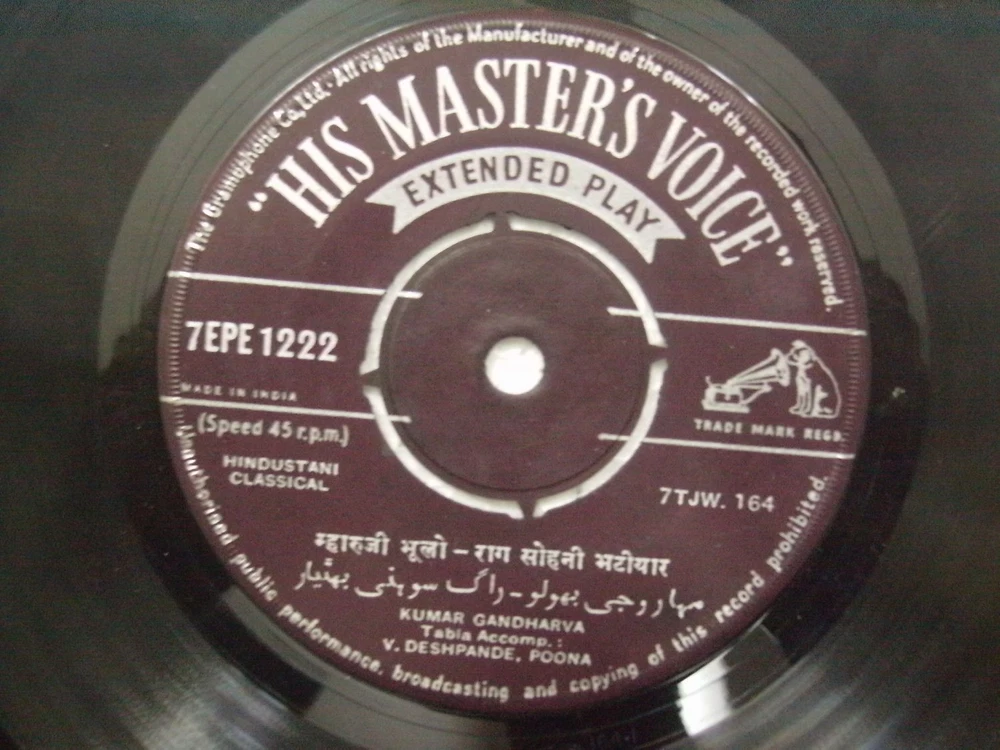 The Gramophone Co., Ltd. All rights of the Manufacturer and of the owner of the recorded work reserved.
"HIS MASTER'S VOICE"
EXTENDED PLAY
7EPE 1222
MADE IN INDIA
TRADE MARK REGD.
(Speed 45 r.p.m.)
HINDUSTANI
CLASSICAL
7TJW. 164
म्हारुजी भूलो - राग सोहनी भटीयार
مہاروجی بھولو - راگ سوہنی بھٹیار
KUMAR GANDHARVA
Tabla Accomp. :
V. DESHPANDE, POONA
Unauthorised public performance, broadcasting and copying of this record prohibited.